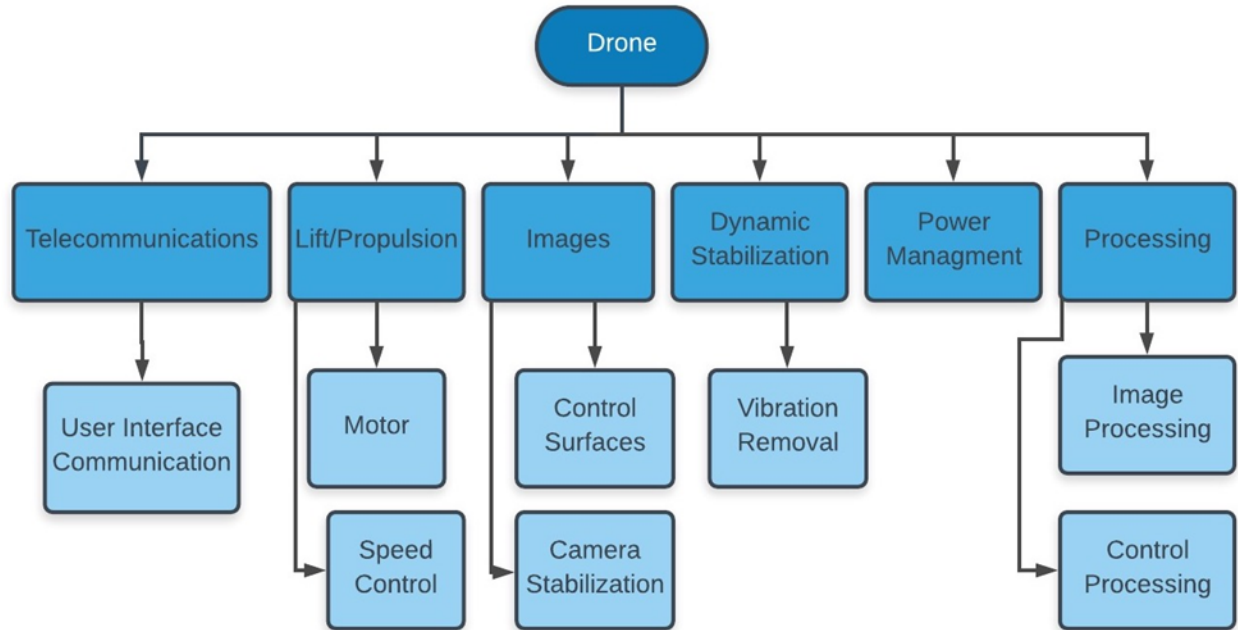 Drone
Telecommunications
Lift/Propulsion
Images
Dynamic
Stabilization
Power
Managment
Processing
User Interface
Communication
Motor
Control
Surfaces
Vibration
Removal
Image
Processing
Speed
Control
Camera
Stabilization
Control
Processing